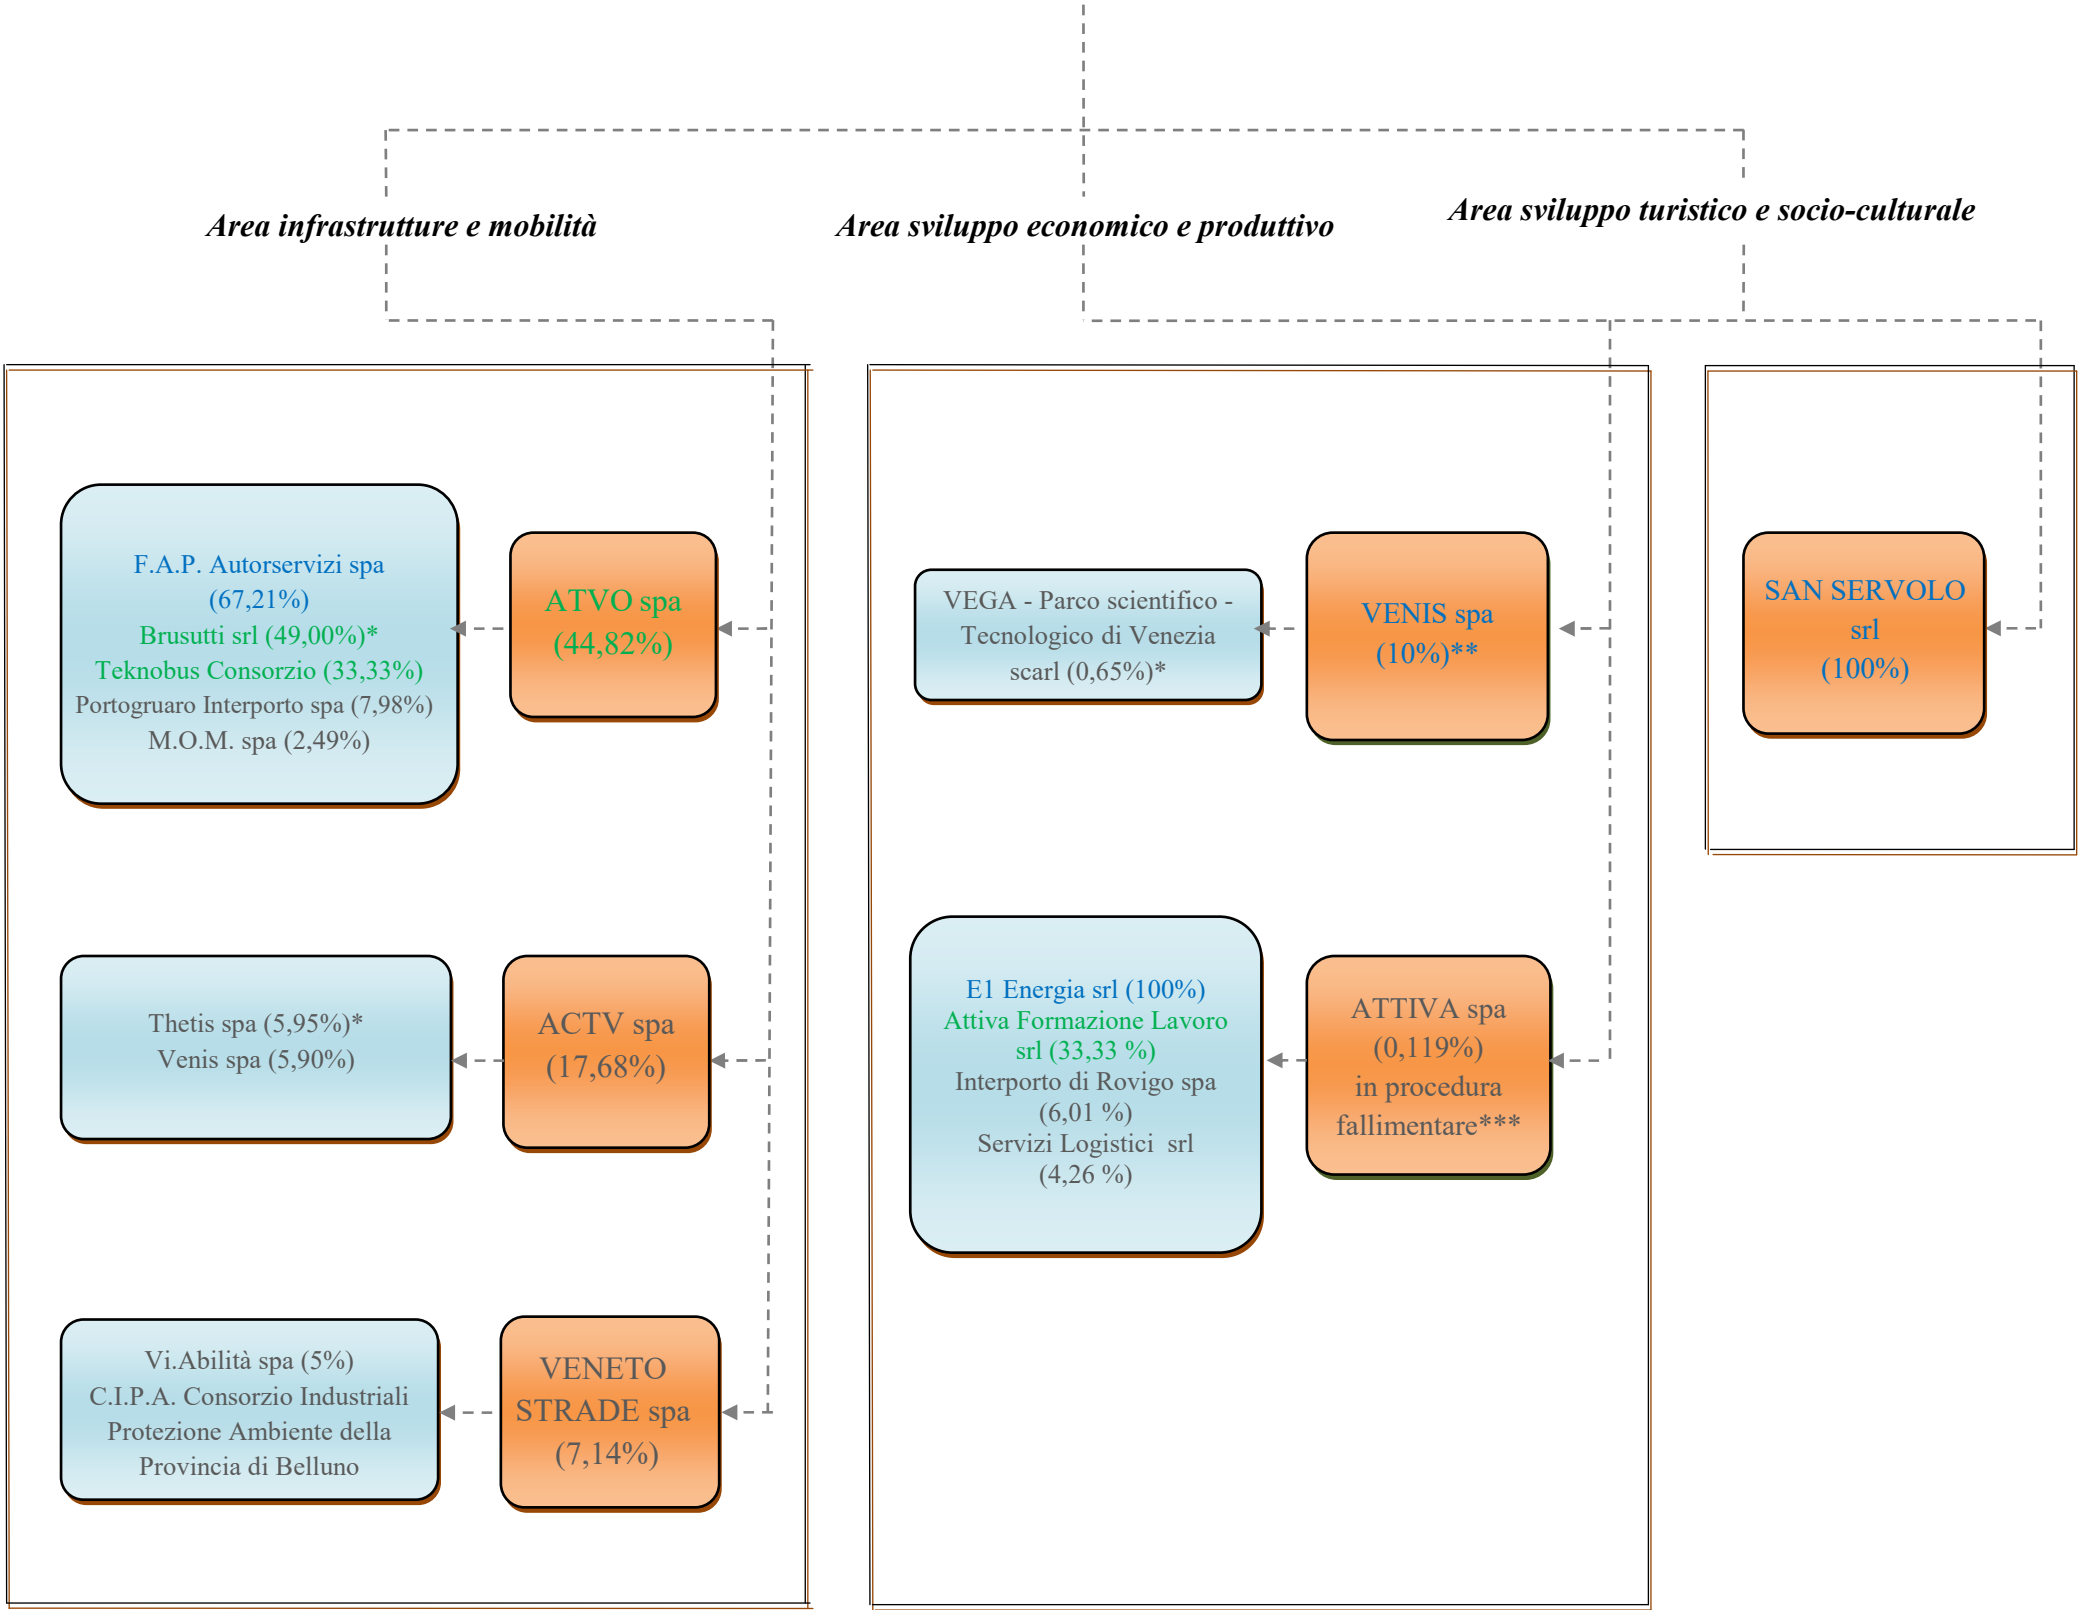 Area infrastrutture e mobilità
Area sviluppo economico e produttivo
Area sviluppo turistico e socio-culturale
F.A.P. Autorservizi spa
(67,21%)
Brusutti srl (49,00%)*
Teknobus Consorzio (33,33%)
Portogruaro Interporto spa (7,98%)
M.O.M. spa (2,49%)
ATVO spa
(44,82%)
Thetis spa (5,95%)*
Venis spa (5,90%)
ACTV spa
(17,68%)
Vi.Abilità spa (5%)
C.I.P.A. Consorzio Industriali
Protezione Ambiente della
Provincia di Belluno
VENETO
STRADE spa
(7,14%)
VEGA - Parco scientifico -
Tecnologico di Venezia
scarl (0,65%)*
VENIS spa
(10%)**
E1 Energia srl (100%)
Attiva Formazione Lavoro
srl (33,33 %)
Interporto di Rovigo spa
(6,01 %)
Servizi Logistici  srl
(4,26 %)
ATTIVA spa
(0,119%)
in procedura
fallimentare***
SAN SERVOLO
srl
(100%)